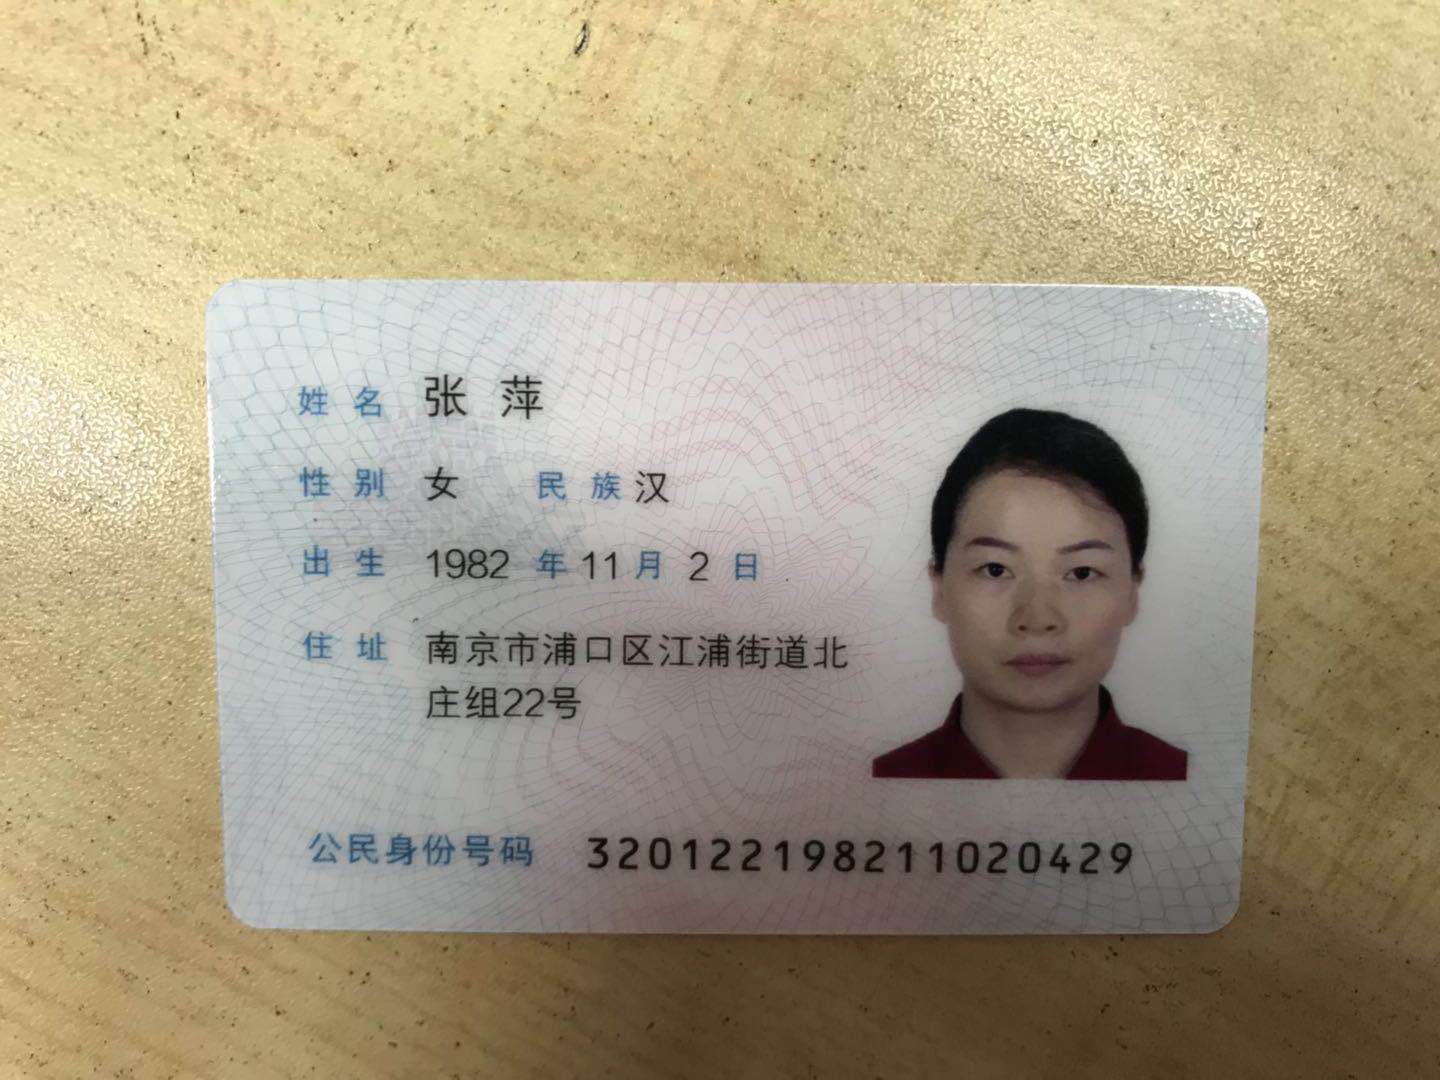 姓名 张萍
性别 女 民族 汉
出生 1982 年 11 月 2 日
住址 南京市浦口区江浦街道北
庄组22号
公民身份号码 320122198211020429